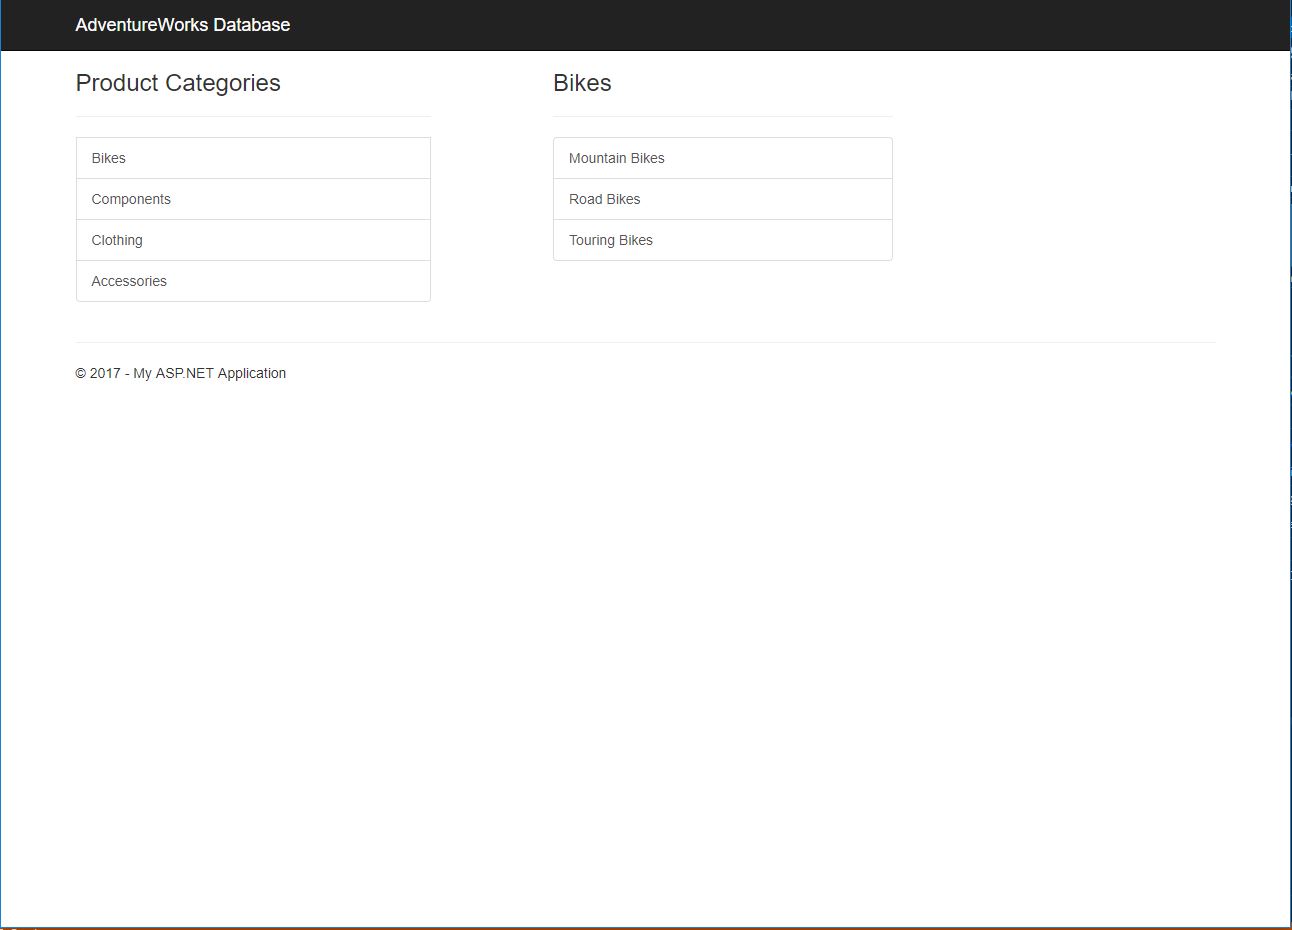 AdventureWorks Database
Product Categories
Bikes
Components
Clothing
Accessories
Bikes
Mountain Bikes
Road Bikes
Touring Bikes
© 2017 - My ASP.NET Application